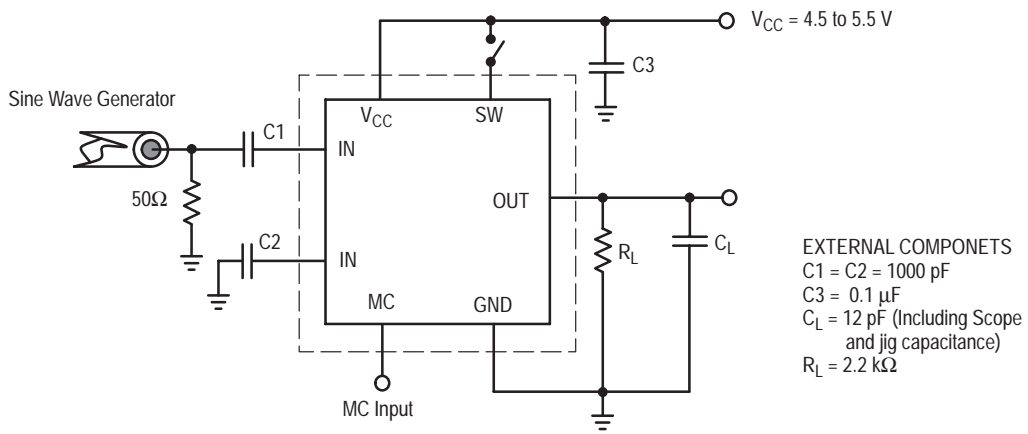 V_CC = 4.5 to 5.5 V
C3
Sine Wave Generator
V_CC
SW
C1
IN
50Ω
OUT
C2
IN
R_L
C_L
MC
GND
MC Input
EXTERNAL COMPONETS
C1 = C2 = 1000 pF
C3 = 0.1 μF
C_L = 12 pF (Including Scope
and jig capacitance)
R_L = 2.2 kΩ